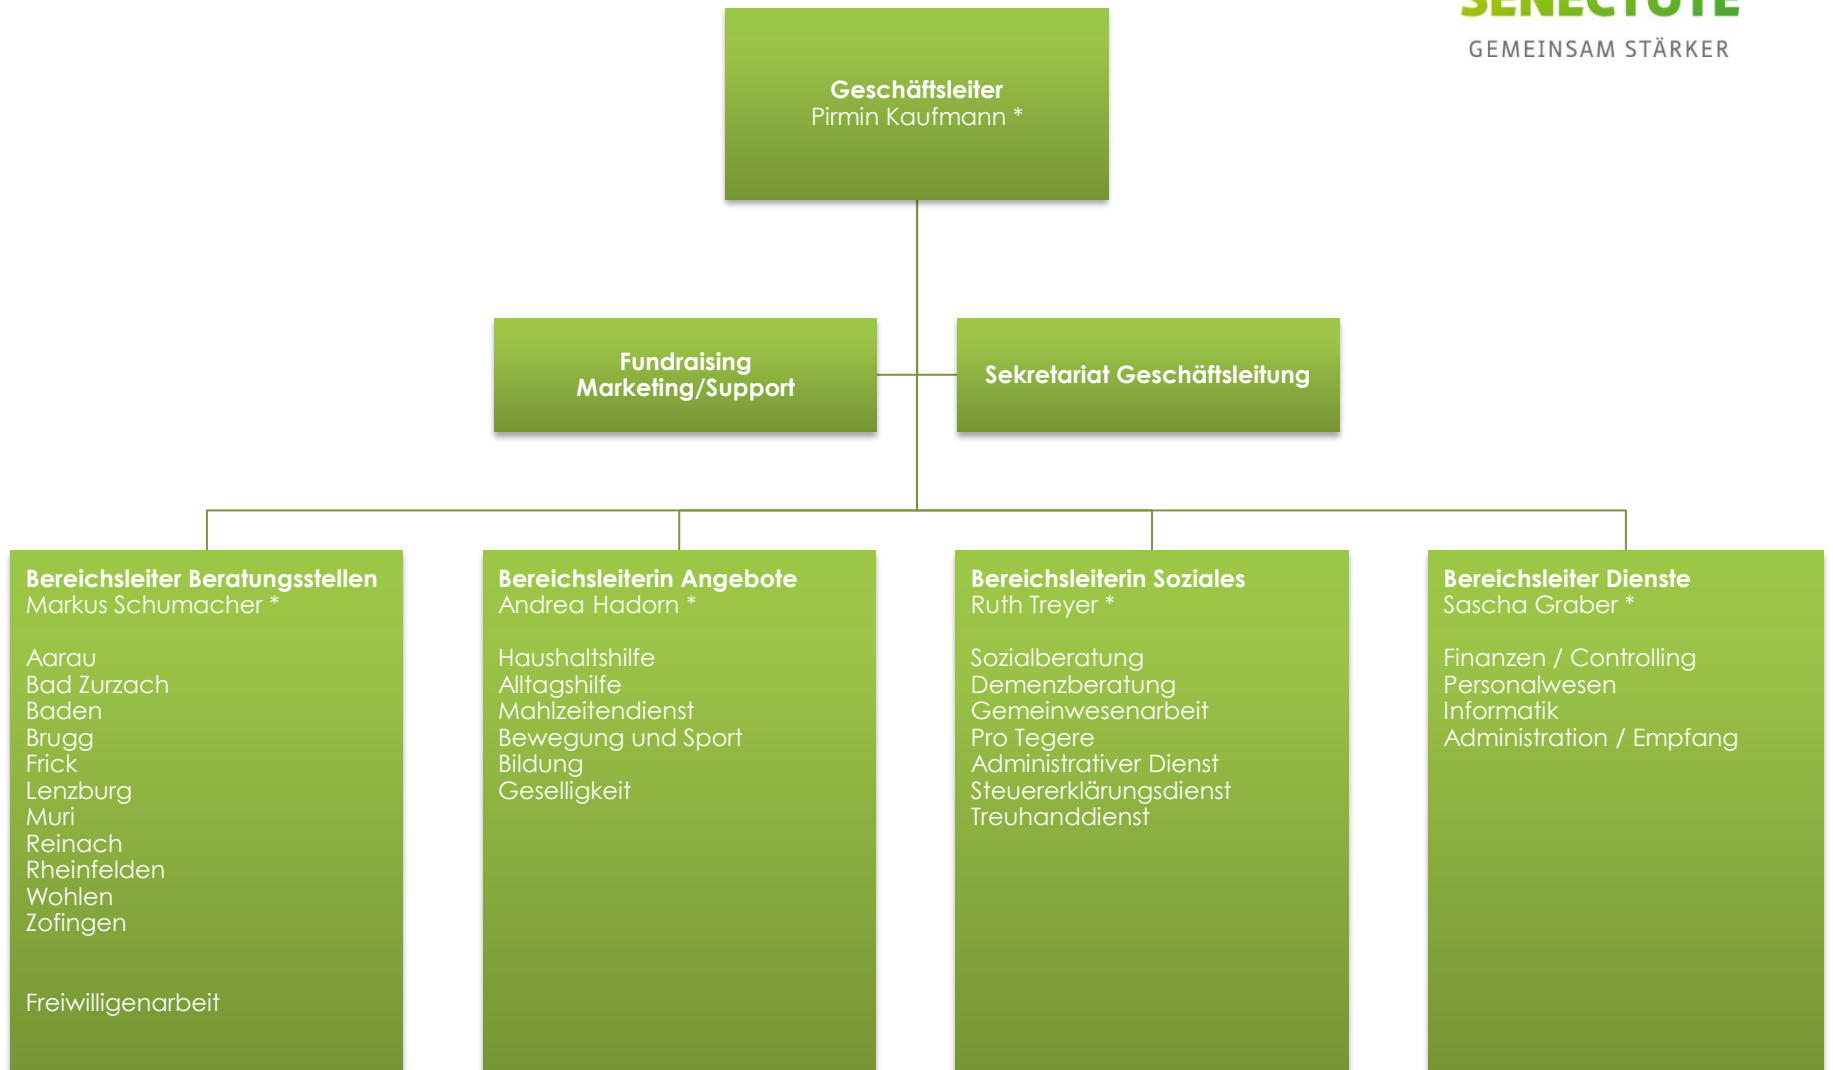 SENECTUTE
GEMEINSAM STÄRKER
Geschäftsleiter
Pirmin Kaufmann *
Fundraising
Marketing/Support
Sekretariat Geschäftsleitung
Bereichsleiter Beratungsstellen
Markus Schumacher *
Aarau
Bad Zurzach
Baden
Brugg
Frick
Lenzburg
Muri
Reinach
Rheinfelden
Wohlen
Zofingen
Freiwilligenarbeit
Bereichsleiterin Angebote
Andrea Hadorn *
Haushaltshilfe
Alltagshilfe
Mahlzeitendienst
Bewegung und Sport
Bildung
Geselligkeit
Bereichsleiterin Soziales
Ruth Treyer *
Sozialberatung
Demenzberatung
Gemeinwesenarbeit
Pro Tegere
Administrativer Dienst
Steuererklärungsdienst
Treuhanddienst
Bereichsleiter Dienste
Sascha Graber *
Finanzen / Controlling
Personalwesen
Informatik
Administration / Empfang